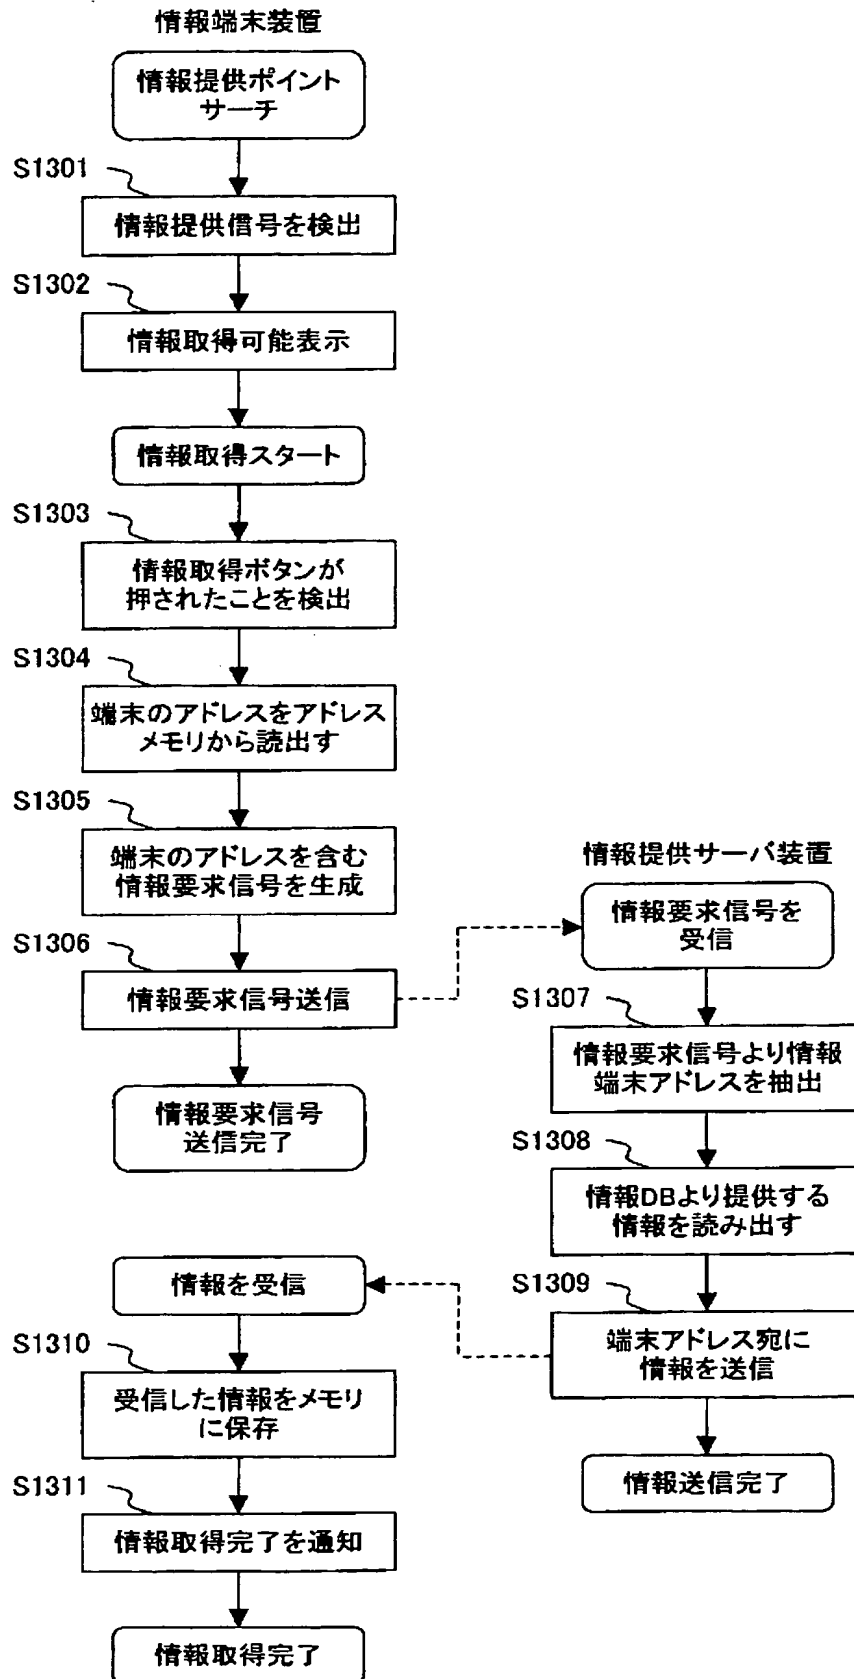 情報端末装置
情報提供ポイント
サーチ
S1301
情報提供信号を検出
S1302
情報取得可能表示
情報取得スタート
S1303
情報取得ボタンが
押されたことを検出
S1304
端末のアドレスをアドレス
メモリから読出す
S1305
端末のアドレスを含む
情報要求信号を生成
S1306
情報要求信号送信
情報要求信号
送信完了
情報提供サーバ装置
情報要求信号を
受信
S1307
情報要求信号より情報
端末アドレスを抽出
S1308
情報DBより提供する
情報を読み出す
S1309
端末アドレス宛に
情報を送信
情報送信完了
情報を受信
S1310
受信した情報をメモリ
に保存
S1311
情報取得完了を通知
情報取得完了